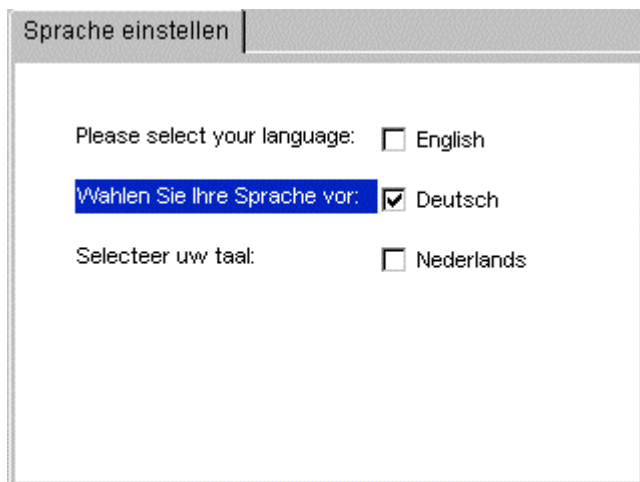 Sprache einstellen
Please select your language: English
Wahlen Sie Ihre Sprache vor: Deutsch
Selecteer uw taal: Nederlands